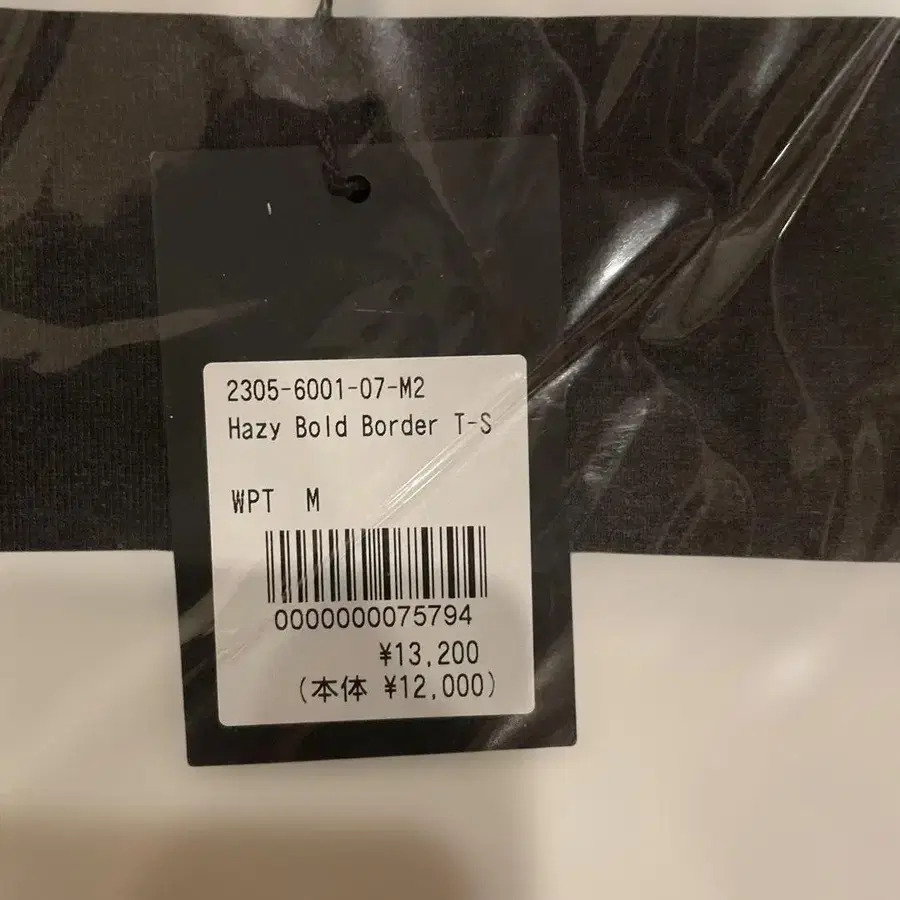 2305-6001-07-M2
Hazy Bold Border T-S
WPT M
0000000075794
¥13,200
(本体 ¥12,000)